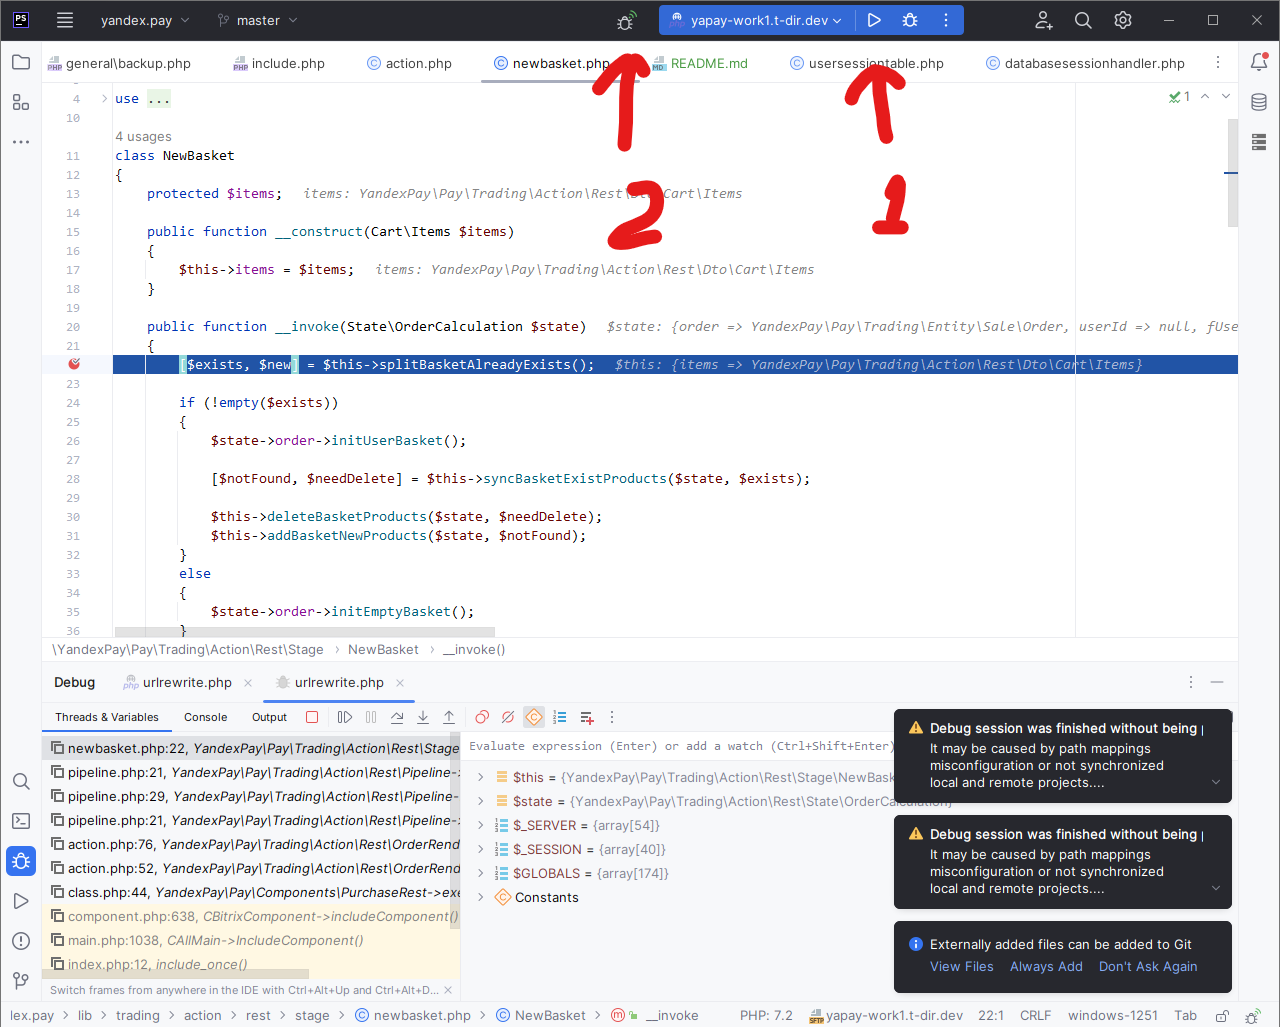 PS yandex.pay master yapay-work1.t-dir.dev
general\backup.php include.php action.php newbasket.php README.md usersessiontable.php databasesessionhandler.php
4 use ...
1
10
4 usages
11 class NewBasket
12 {
13 protected $items; items: YandexPay\Pay\Trading\Action\Rest\Dto\Cart\Items
14
15 public function __construct(Cart\Items $items)
16 {
17 $this->items = $items; items: YandexPay\Pay\Trading\Action\Rest\Dto\Cart\Items
18 }
19
20 public function __invoke(State\OrderCalculation $state) $state: {order => YandexPay\Pay\Trading\Entity\Sale\Order, userId => null, fUse
21 {
[$exists, $new] = $this->splitBasketAlreadyExists(); $this: {items => YandexPay\Pay\Trading\Action\Rest\Dto\Cart\Items}
23
24 if (!empty($exists))
25 {
26 $state->order->initUserBasket();
27
28 [$notFound, $needDelete] = $this->syncBasketExistProducts($state, $exists);
29
30 $this->deleteBasketProducts($state, $needDelete);
31 $this->addBasketNewProducts($state, $notFound);
32 }
33 else
34 {
35 $state->order->initEmptyBasket();
36 }
2
1
\YandexPay\Pay\Trading\Action\Rest\Stage NewBasket __invoke()
Debug urlrewrite.php urlrewrite.php
Threads & Variables Console Output
newbasket.php:22, YandexPay\Pay\Trading\Action\Rest\Stage
pipeline.php:21, YandexPay\Pay\Trading\Action\Rest\Pipeline->
pipeline.php:29, YandexPay\Pay\Trading\Action\Rest\Pipeline-
pipeline.php:21, YandexPay\Pay\Trading\Action\Rest\Pipeline->
action.php:76, YandexPay\Pay\Trading\Action\Rest\OrderRend
action.php:52, YandexPay\Pay\Trading\Action\Rest\OrderRend
class.php:44, YandexPay\Pay\Components\PurchaseRest->exe
component.php:638, CBitrixComponent->includeComponent()
main.php:1038, CAllMain->IncludeComponent()
index.php:12, include_once()
Switch frames from anywhere in the IDE with Ctrl+Alt+Up and Ctrl+Alt+D...
Evaluate expression (Enter) or add a watch (Ctrl+Shift+Enter)
$this = {YandexPay\Pay\Trading\Action\Rest\Stage\NewBask
$state = {YandexPay\Pay\Trading\Action\Rest\State\OrderCalculation}
$_SERVER = {array[54]}
$_SESSION = {array[40]}
$GLOBALS = {array[174]}
Constants
Debug session was finished without being
It may be caused by path mappings
misconfiguration or not synchronized
local and remote projects....
Debug session was finished without being
It may be caused by path mappings
misconfiguration or not synchronized
local and remote projects....
Externally added files can be added to Git
View Files Always Add Don't Ask Again
lex.pay lib trading action rest stage newbasket.php NewBasket __invoke PHP: 7.2 yapay-work1.t-dir.dev 22:1 CRLF windows-1251 Tab